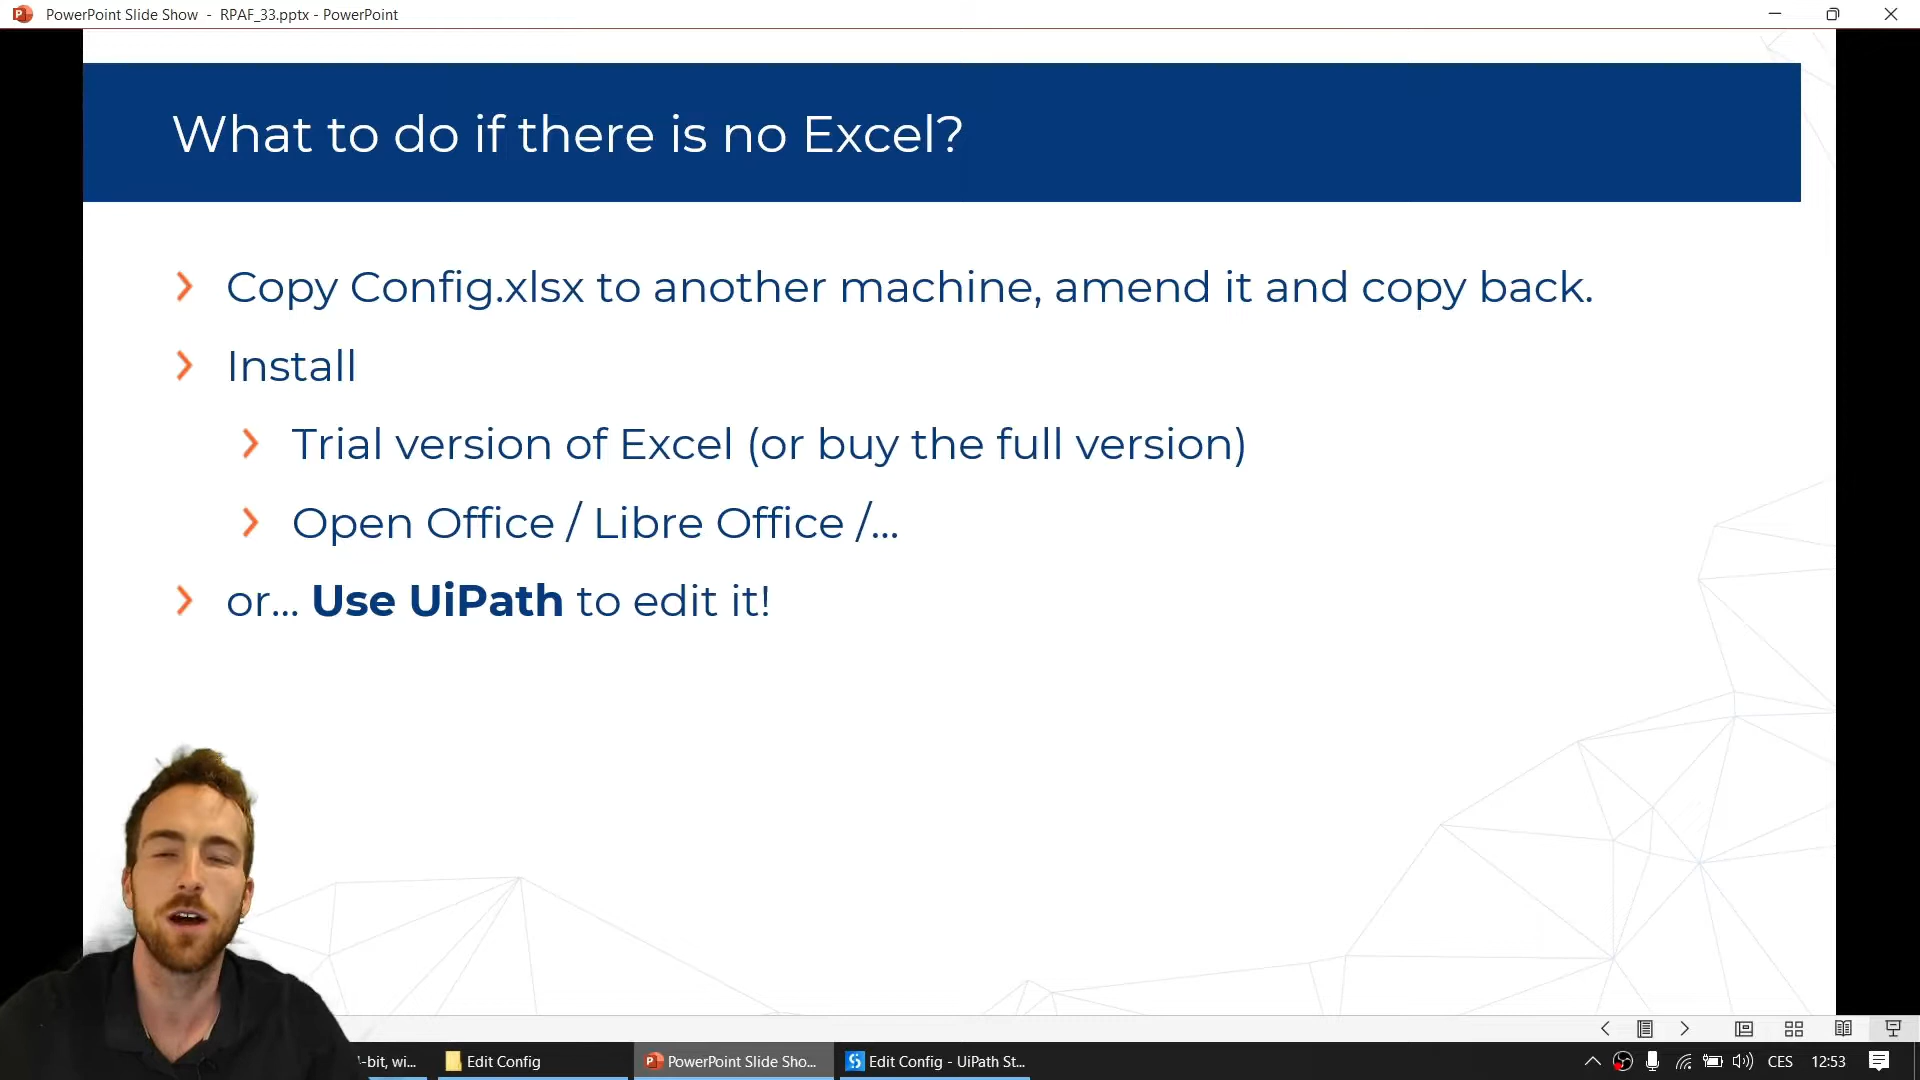 PowerPoint Slide Show - RPAF_33.pptx - PowerPoint
What to do if there is no Excel?
Copy Config.xlsx to another machine, amend it and copy back.
Install
Trial version of Excel (or buy the full version)
Open Office / Libre Office /...
or... Use UiPath to edit it!
-bit, wi...
Edit Config
PowerPoint Slide Sho...
Edit Config - UiPath St...
CES
12:53